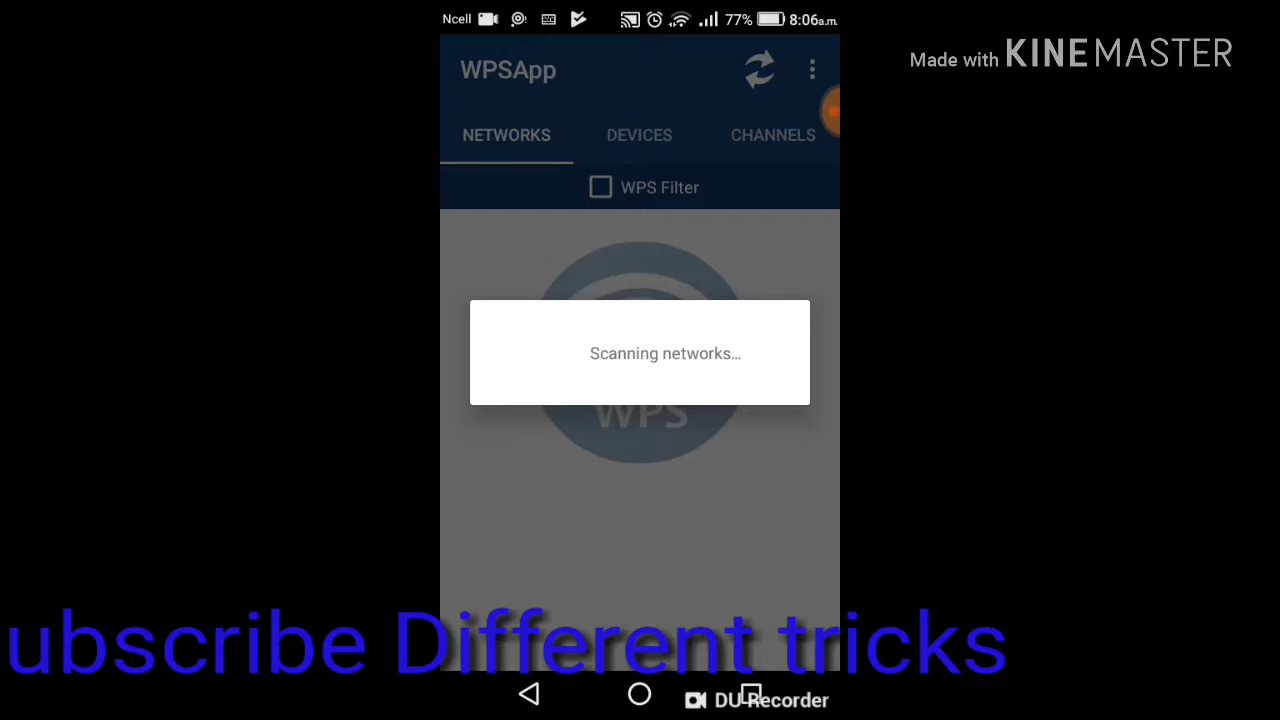 Ncell 77% 8:06a.m.
Made with KINEMASTER
WPSApp
NETWORKS DEVICES CHANNELS
WPS Filter
Scanning networks...
WPS
ubscribe Different tricks
DU Recorder